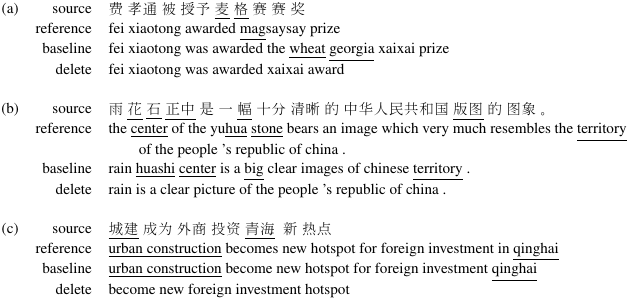 (a) source 费 孝通 被 授予 麦 格 赛 赛 奖
reference fei xiaotong awarded magsaysay prize
baseline fei xiaotong was awarded the wheat georgia xaixai prize
delete fei xiaotong was awarded xaixai award
(b) source 雨 花 石 正中 是 一 幅 十分 清晰 的 中华人民共和国 版图 的 图象 。
reference the center of the yuhua stone bears an image which very much resembles the territory
of the people 's republic of china .
baseline rain huashi center is a big clear images of chinese territory .
delete rain is a clear picture of the people 's republic of china .
(c) source 城建 成为 外商 投资 青海 新 热点
reference urban construction becomes new hotspot for foreign investment in qinghai
baseline urban construction become new hotspot for foreign investment qinghai
delete become new foreign investment hotspot